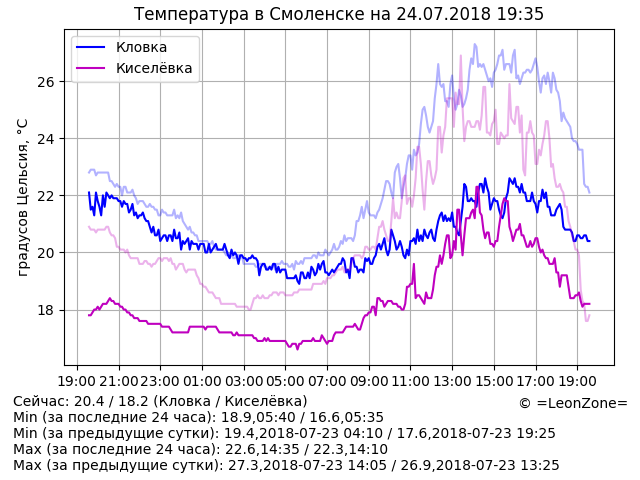 Температура в Смоленске на 24.07.2018 19:35
Кловка
Киселёвка
градусов Цельсия, °C
26
24
22
20
18
19:00 21:00 23:00 01:00 03:00 05:00 07:00 09:00 11:00 13:00 15:00 17:00 19:00
Сейчас: 20.4 / 18.2 (Кловка / Киселёвка)
© =LeonZone=
Min (за последние 24 часа): 18.9,05:40 / 16.6,05:35
Min (за предыдущие сутки): 19.4,2018-07-23 04:10 / 17.6,2018-07-23 19:25
Max (за последние 24 часа): 22.6,14:35 / 22.3,14:10
Max (за предыдущие сутки): 27.3,2018-07-23 14:05 / 26.9,2018-07-23 13:25